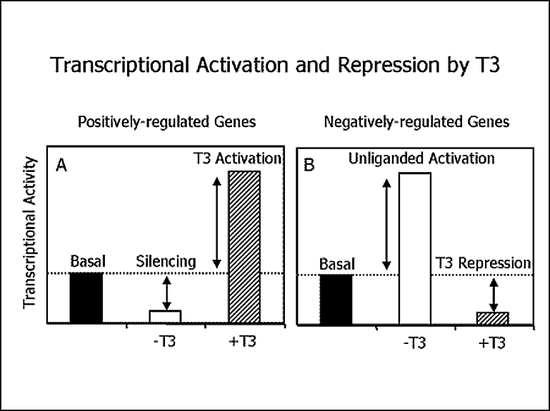 Transcriptional Activation and Repression by T3
Positively-regulated Genes
Negatively-regulated Genes
Transcriptional Activity
A
T3 Activation
Basal
Silencing
-T3
+T3
B
Unliganded Activation
Basal
T3 Repression
-T3
+T3